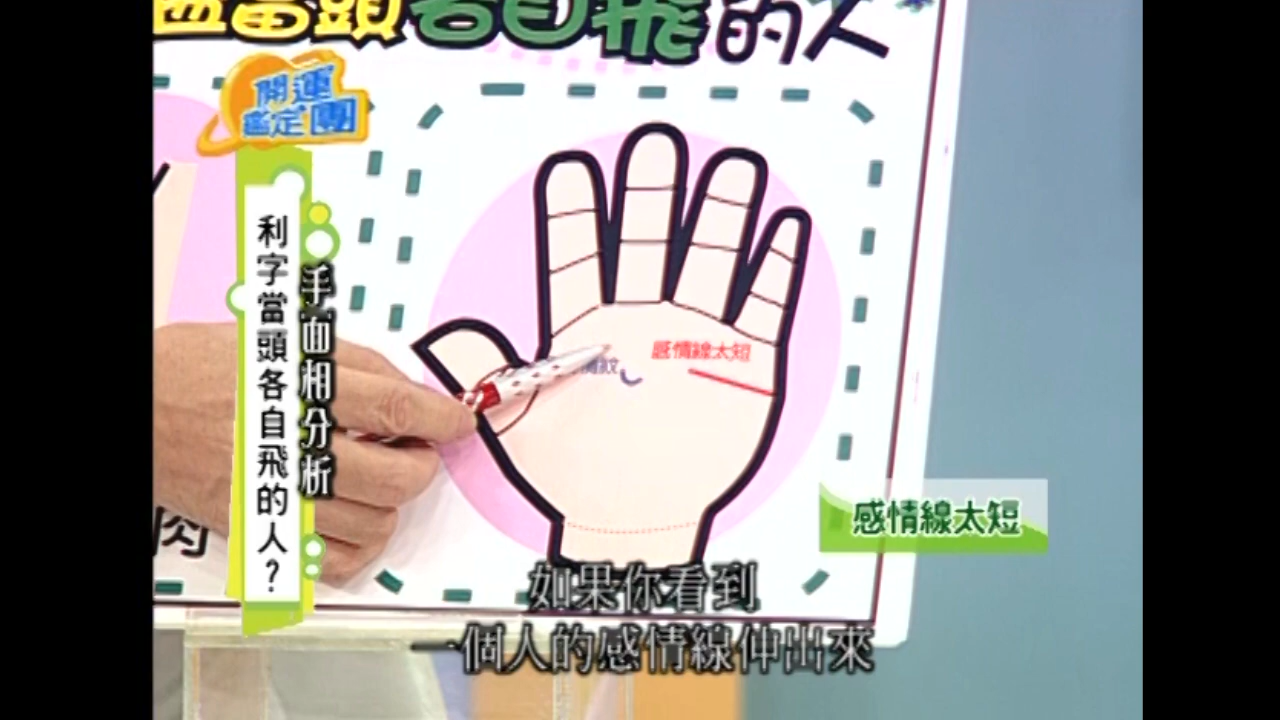 當頭各自飛的人
開運
鑑定團
利字當頭各自飛的人？
手面相分析
感情線太短
紋
感情線太短
肉
如果你看到
一個人的感情線伸出來